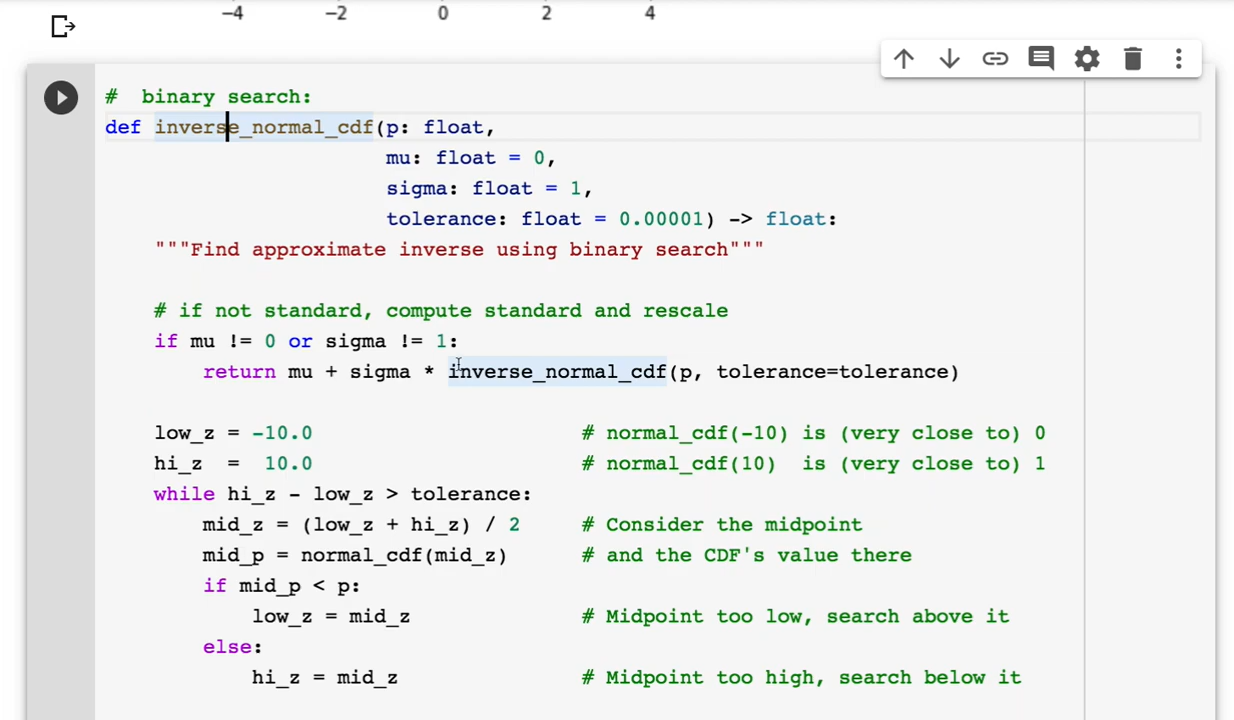 −4 −2 0 2 4
# binary search:
def inverse_normal_cdf(p: float,
mu: float = 0,
sigma: float = 1,
tolerance: float = 0.00001) -> float:
"""Find approximate inverse using binary search"""
# if not standard, compute standard and rescale
if mu != 0 or sigma != 1:
return mu + sigma * inverse_normal_cdf(p, tolerance=tolerance)
low_z = -10.0 # normal_cdf(-10) is (very close to) 0
hi_z = 10.0 # normal_cdf(10) is (very close to) 1
while hi_z - low_z > tolerance:
mid_z = (low_z + hi_z) / 2 # Consider the midpoint
mid_p = normal_cdf(mid_z) # and the CDF's value there
if mid_p < p:
low_z = mid_z # Midpoint too low, search above it
else:
hi_z = mid_z # Midpoint too high, search below it